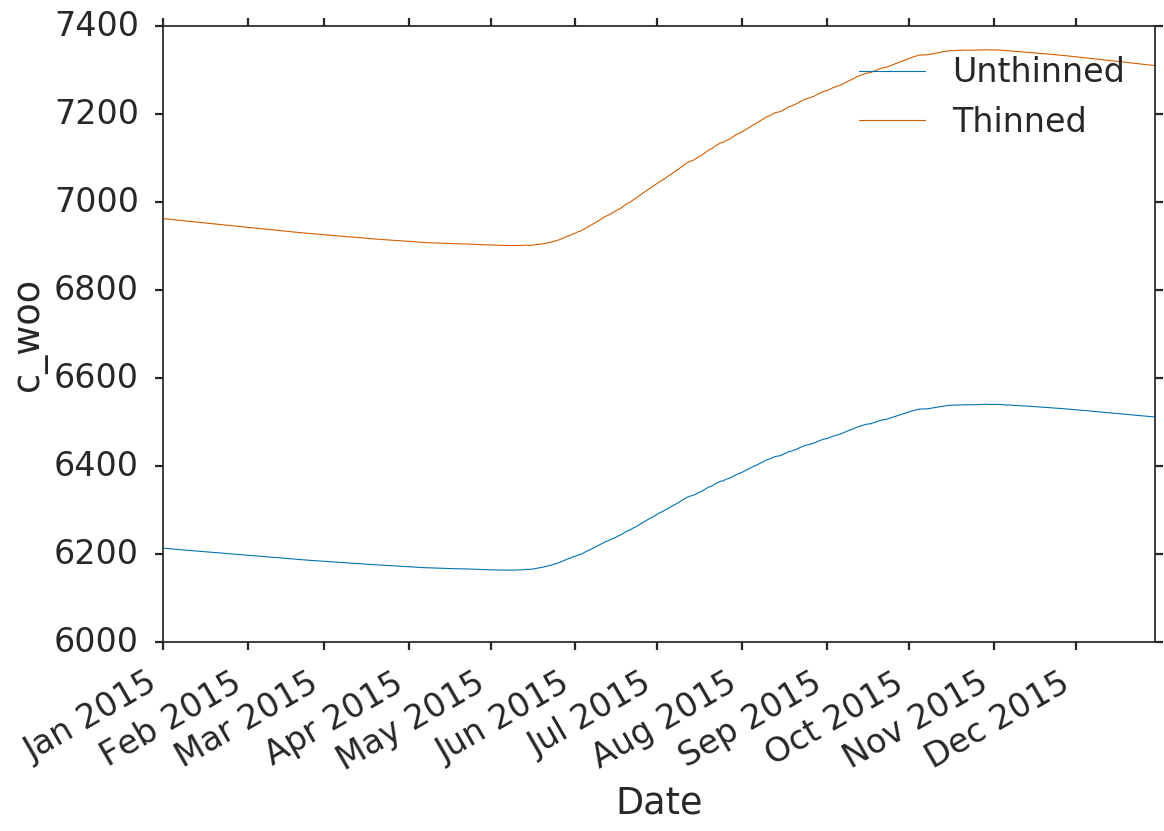 7400
7200
7000
6800
6600
6400
6200
6000
c_woo
Unthinned
Thinned
Jan 2015
Feb 2015
Mar 2015
Apr 2015
May 2015
Jun 2015
Jul 2015
Aug 2015
Sep 2015
Oct 2015
Nov 2015
Dec 2015
Date